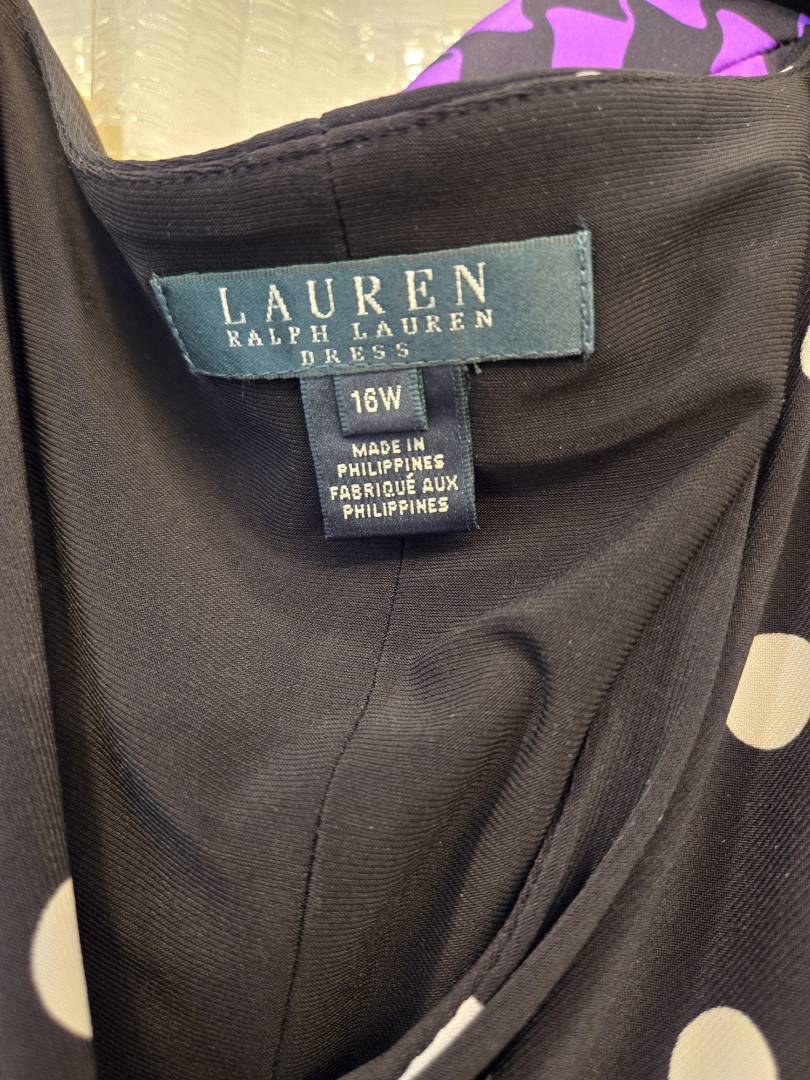 LAUREN
RALPH LAUREN
DRESS
16W
MADE IN
PHILIPPINES
FABRIQUÉ AUX
PHILIPPINES